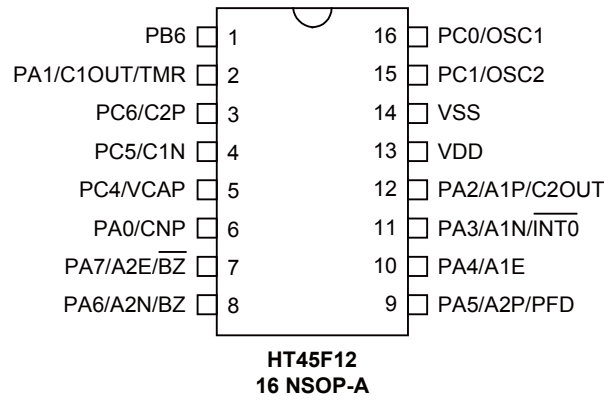 PB6 1 16 PC0/OSC1
PA1/C1OUT/TMR 2 15 PC1/OSC2
PC6/C2P 3 14 VSS
PC5/C1N 4 13 VDD
PC4/VCAP 5 12 PA2/A1P/C2OUT
PA0/CNP 6 11 PA3/A1N/I̅N̅T̅0̅
PA7/A2E/B̅Z̅ 7 10 PA4/A1E
PA6/A2N/BZ 8 9 PA5/A2P/PFD
HT45F12
16 NSOP-A